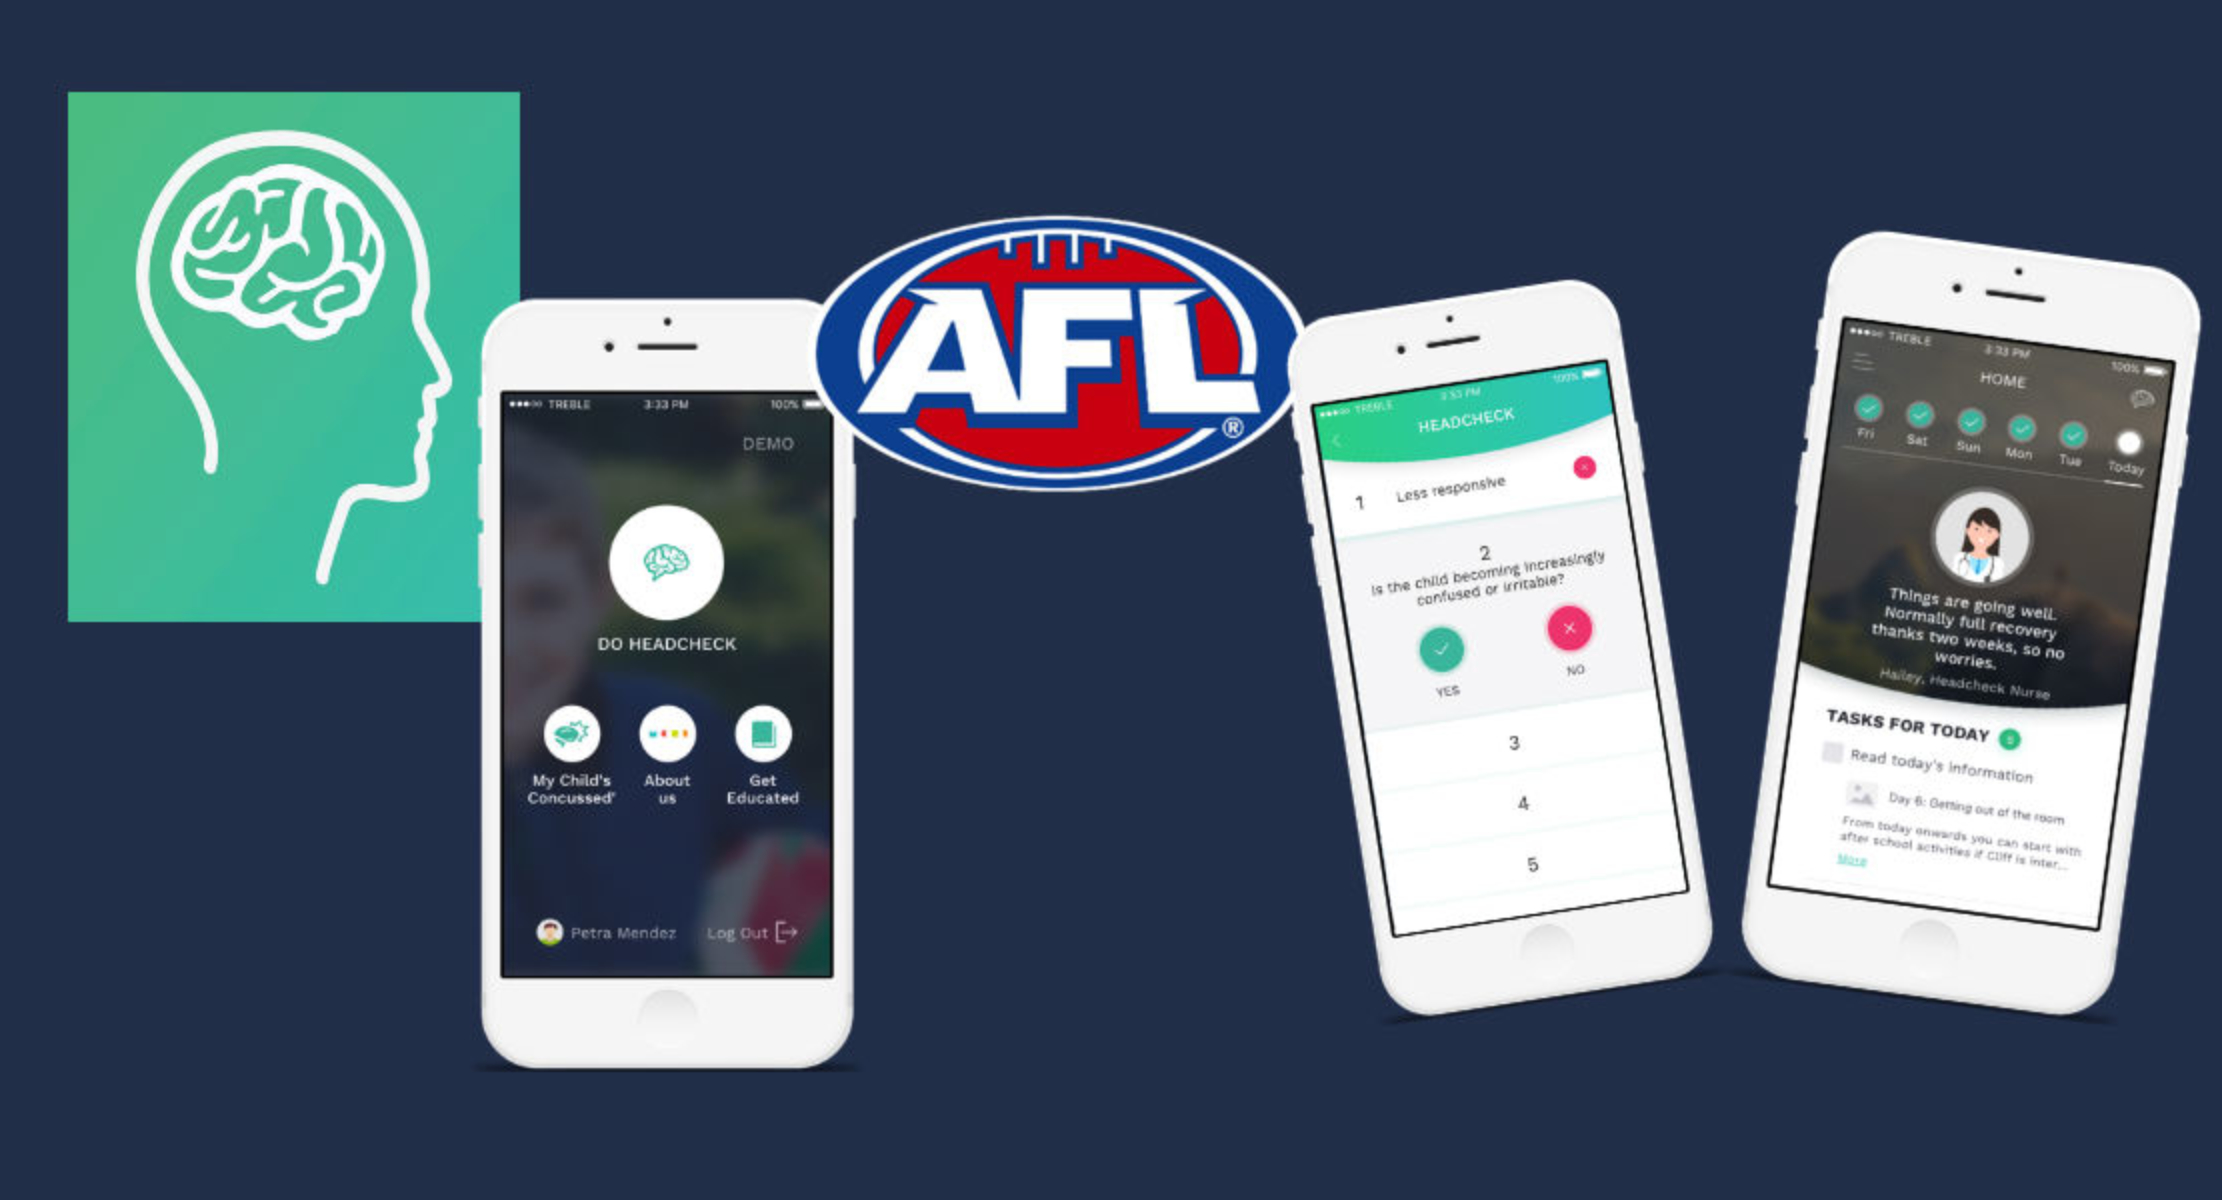 TREBLE 3:33 PM 100%
DEMO
DO HEADCHECK
My Child's
Concussed'
About
us
Get
Educated
Petra Mendez Log Out
AFL
®
TREBLE 3:33 PM 100%
HEADCHECK
1 Less responsive
2
Is the child becoming increasingly
confused or irritable?
YES NO
3
4
5
TREBLE 3:33 PM 100%
HOME
Fri Sat Sun Mon Tue Today
Things are going well.
Normally full recovery
thanks two weeks, so no
worries.
Hailey, Headcheck Nurse
TASKS FOR TODAY
Read today's information
Day 6: Getting out of the room
From today onwards you can start with
after school activities if Cliff is inter...
More